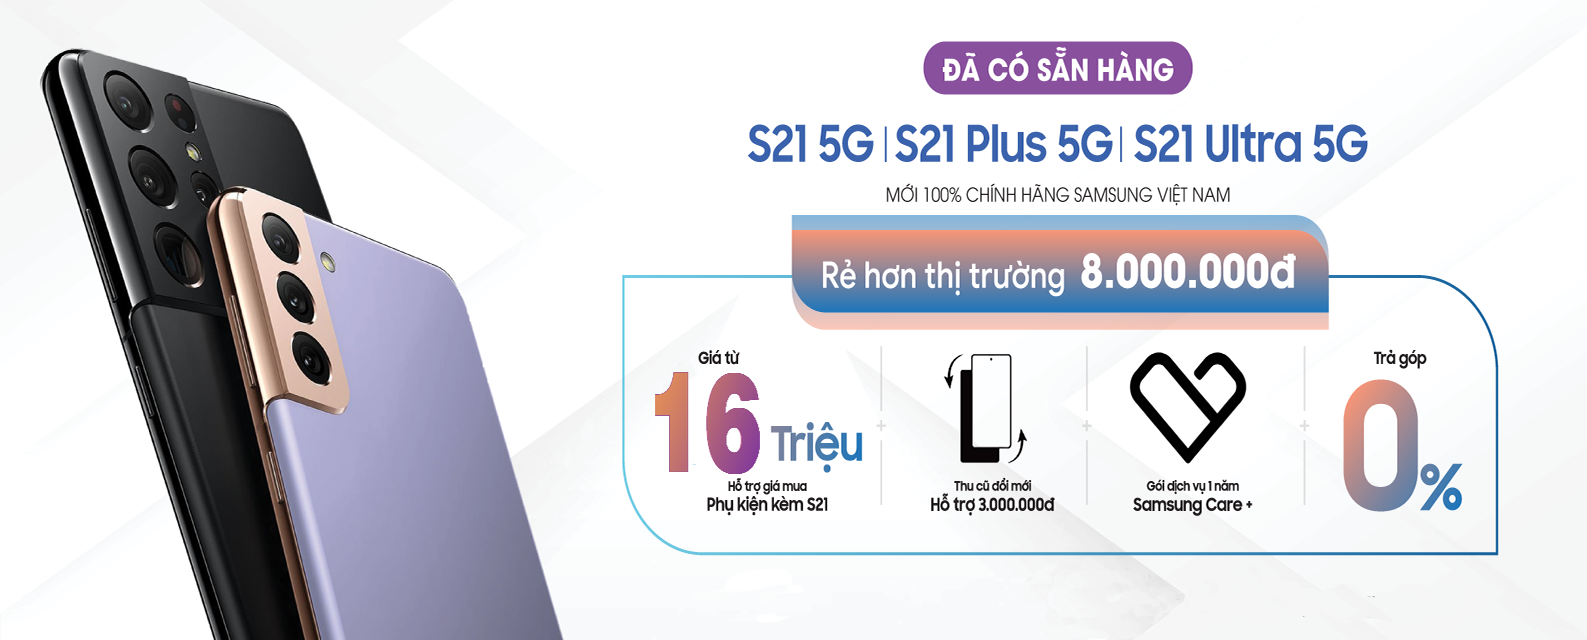 ĐÃ CÓ SẴN HÀNG
S21 5G | S21 Plus 5G | S21 Ultra 5G
MỚI 100% CHÍNH HÃNG SAMSUNG VIỆT NAM
Rẻ hơn thị trường 8.000.000đ
Giá từ
16 Triệu
Hỗ trợ giá mua
Phụ kiện kèm S21
Thu cũ đổi mới
Hỗ trợ 3.000.000đ
Gói dịch vụ 1 năm
Samsung Care +
Trả góp
0%